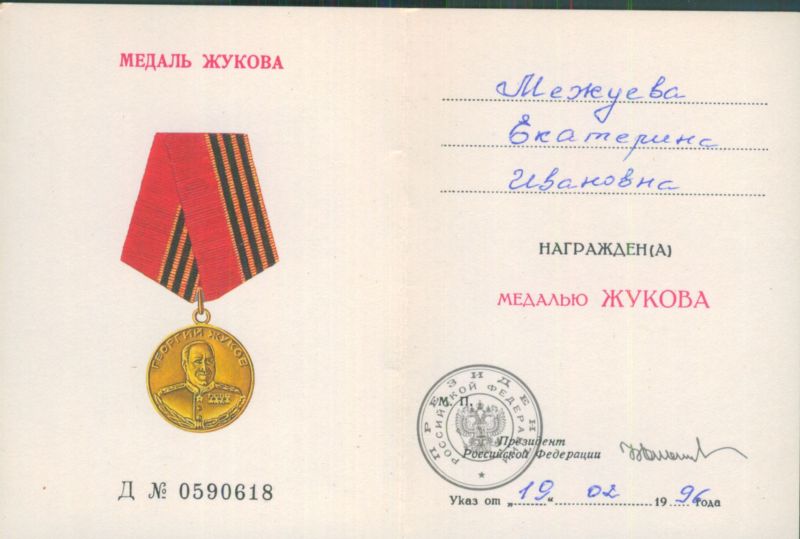 МЕДАЛЬ ЖУКОВА
ГЕОРГИЙ ЖУКОВ
Д № 0590618
Межуева
Екатерина
Ивановна
НАГРАЖДЕН(А)
МЕДАЛЬЮ ЖУКОВА
ПРЕЗИДЕНТ
РОССИЙСКОЙ ФЕДЕРАЦИИ
М. П.
Президент
Российской Федерации
Указ от „19“ 02 1996 года